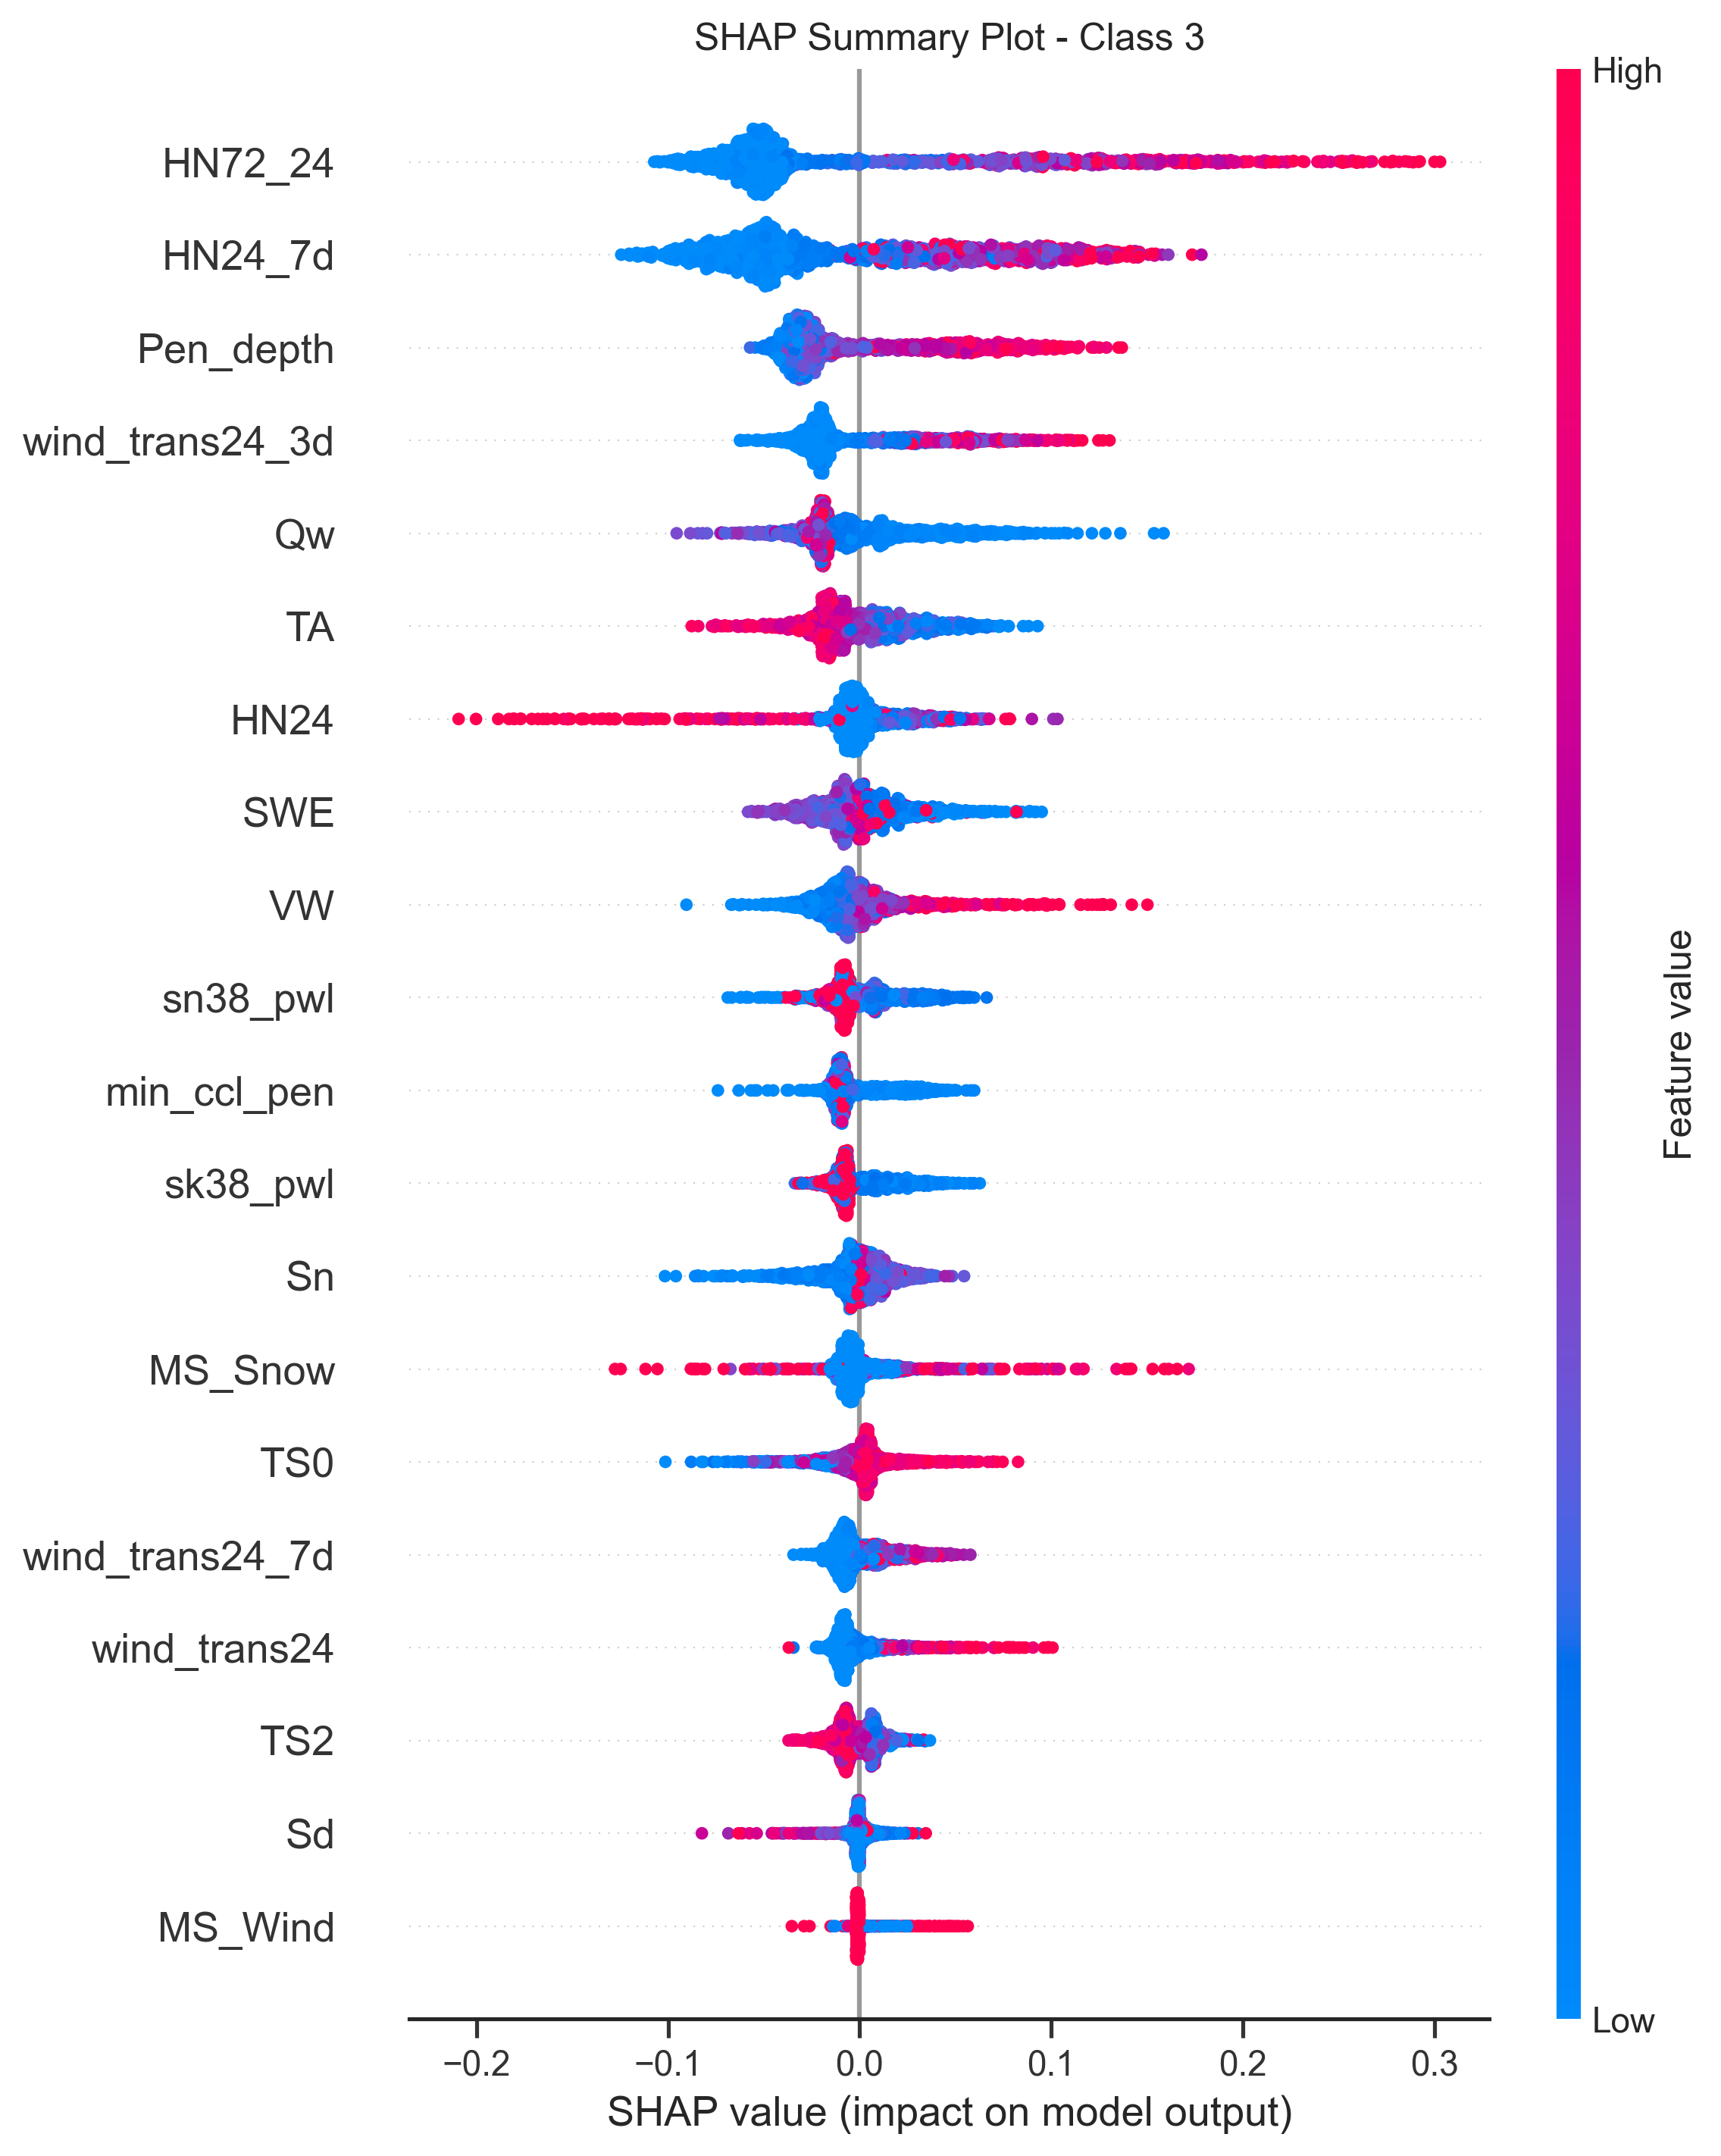 SHAP Summary Plot - Class 3
High
HN72_24
HN24_7d
Pen_depth
wind_trans24_3d
Qw
TA
HN24
SWE
VW
sn38_pwl
min_ccl_pen
sk38_pwl
Sn
MS_Snow
TS0
wind_trans24_7d
wind_trans24
TS2
Sd
MS_Wind
Feature value
Low
−0.2 −0.1 0.0 0.1 0.2 0.3
SHAP value (impact on model output)